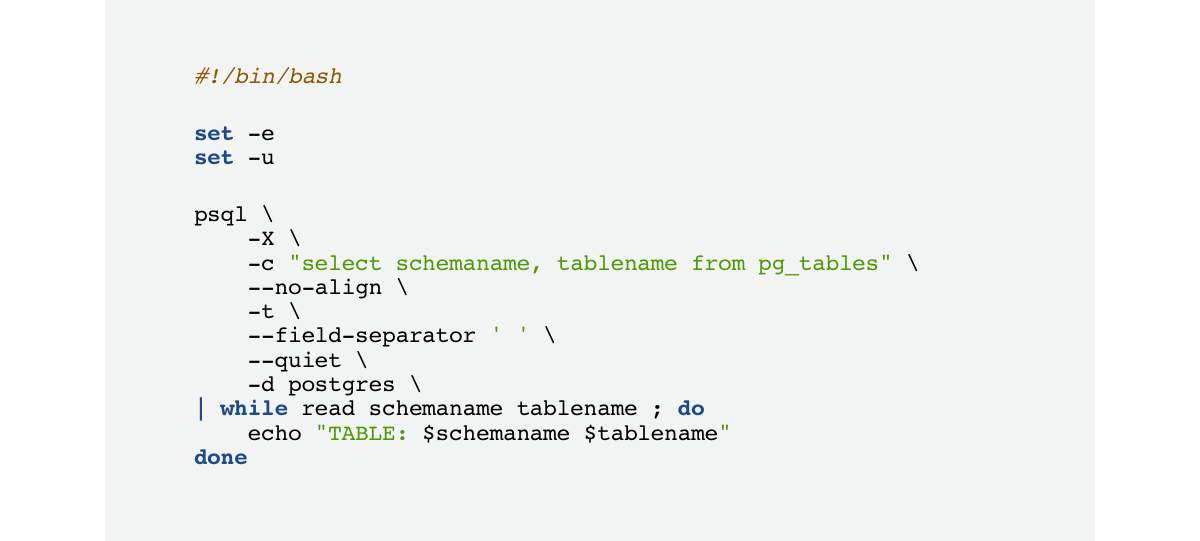 #!/bin/bash
set -e
set -u
psql \
-X \
-c "select schemaname, tablename from pg_tables" \
--no-align \
-t \
--field-separator ' ' \
--quiet \
-d postgres \
| while read schemaname tablename ; do
echo "TABLE: $schemaname $tablename"
done